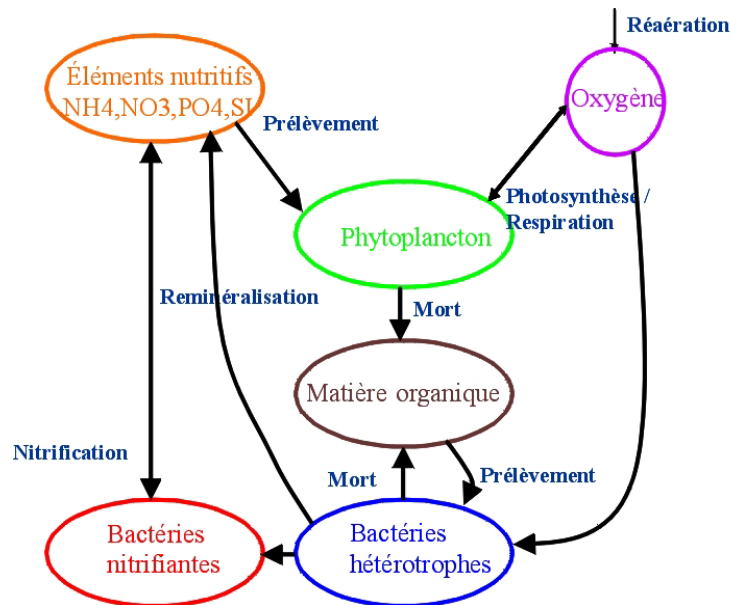 Réaération
Éléments nutritifs
NH4,NO3,PO4,SI
Oxygène
Prélèvement
Photosynthèse /
Respiration
Phytoplancton
Reminéralisation
Mort
Matière organique
Nitrification
Mort
Prélèvement
Bactéries
nitrifiantes
Bactéries
hétérotrophes